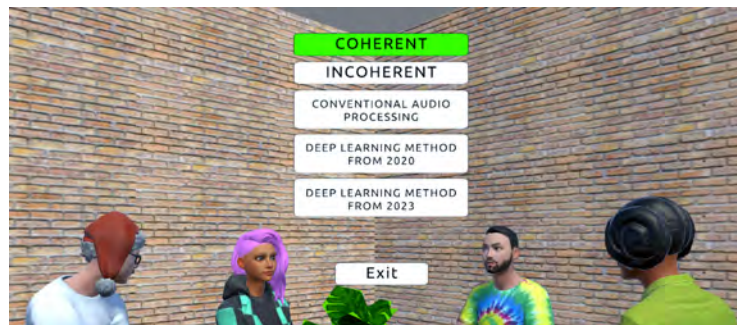 COHERENT
INCOHERENT
CONVENTIONAL AUDIO
PROCESSING
DEEP LEARNING METHOD
FROM 2020
DEEP LEARNING METHOD
FROM 2023
Exit